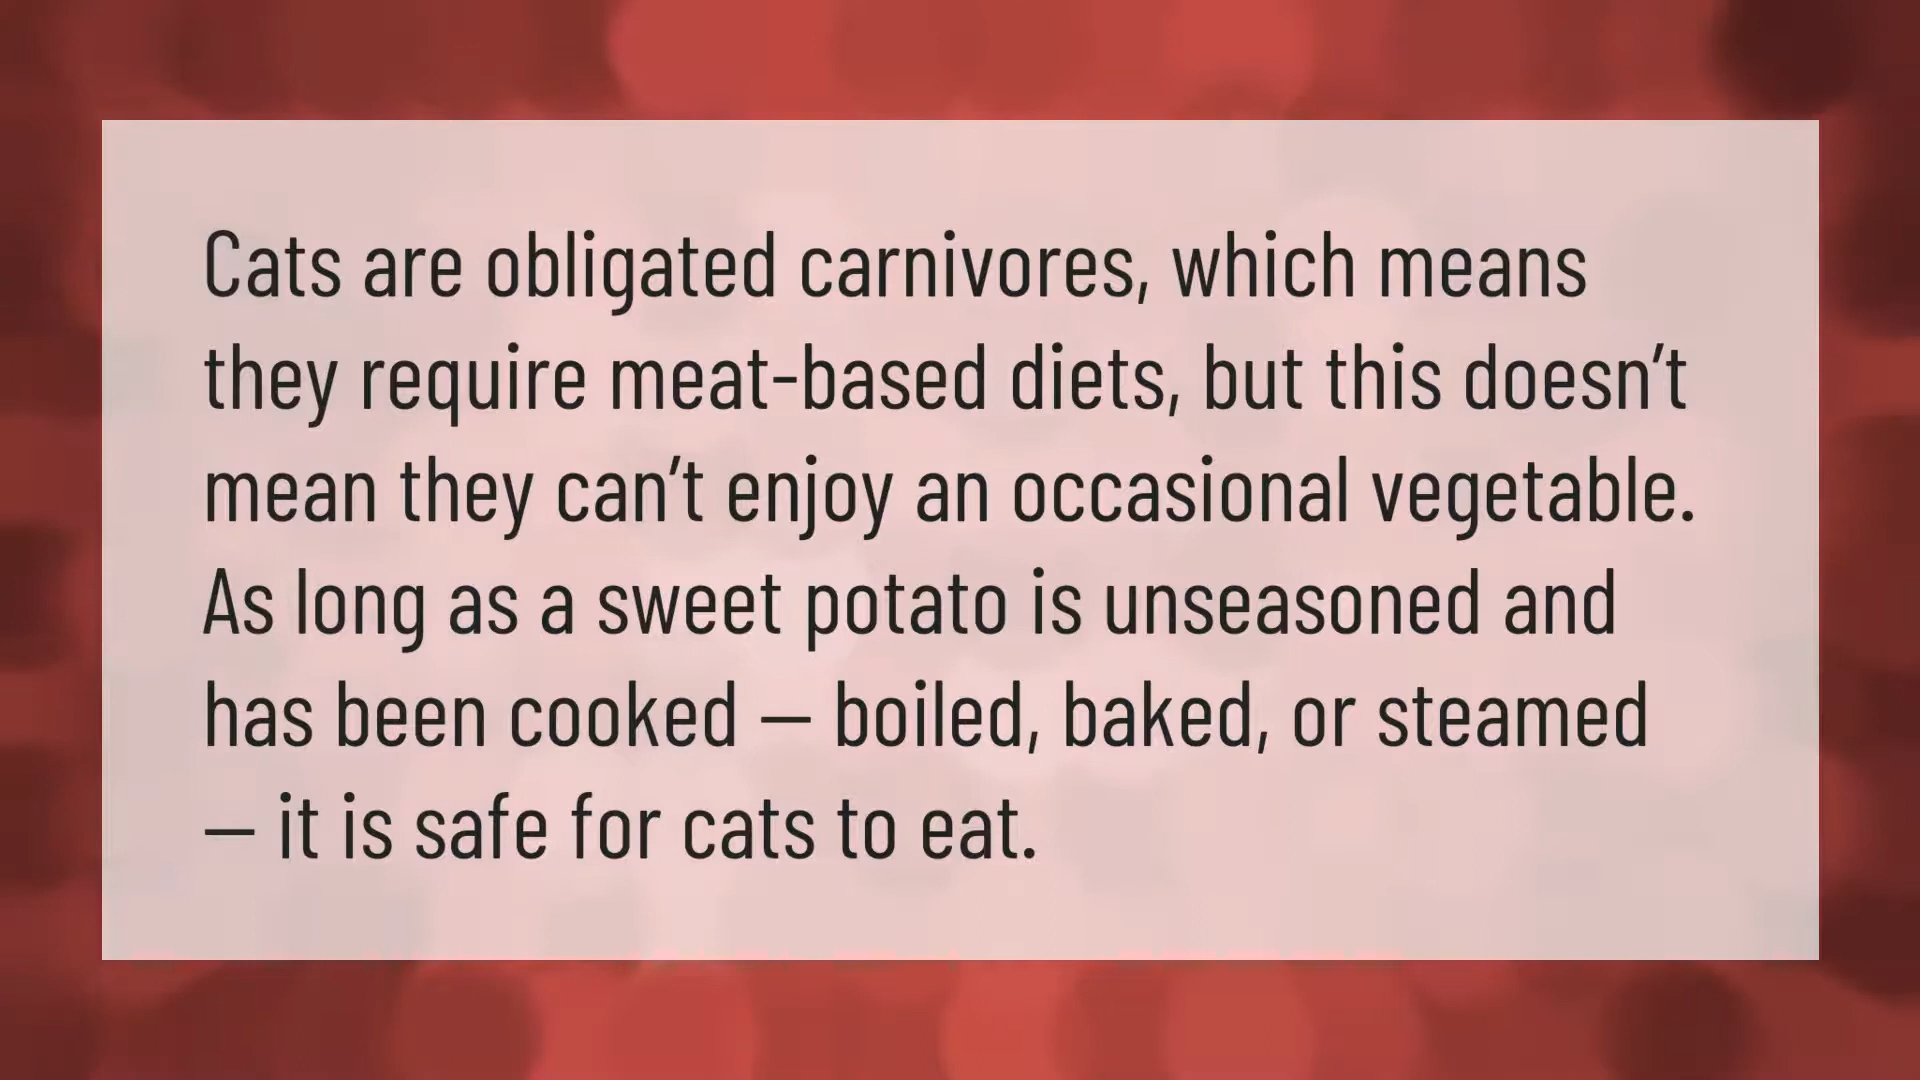 Cats are obligated carnivores, which means
they require meat-based diets, but this doesn’t
mean they can’t enjoy an occasional vegetable.
As long as a sweet potato is unseasoned and
has been cooked — boiled, baked, or steamed
— it is safe for cats to eat.